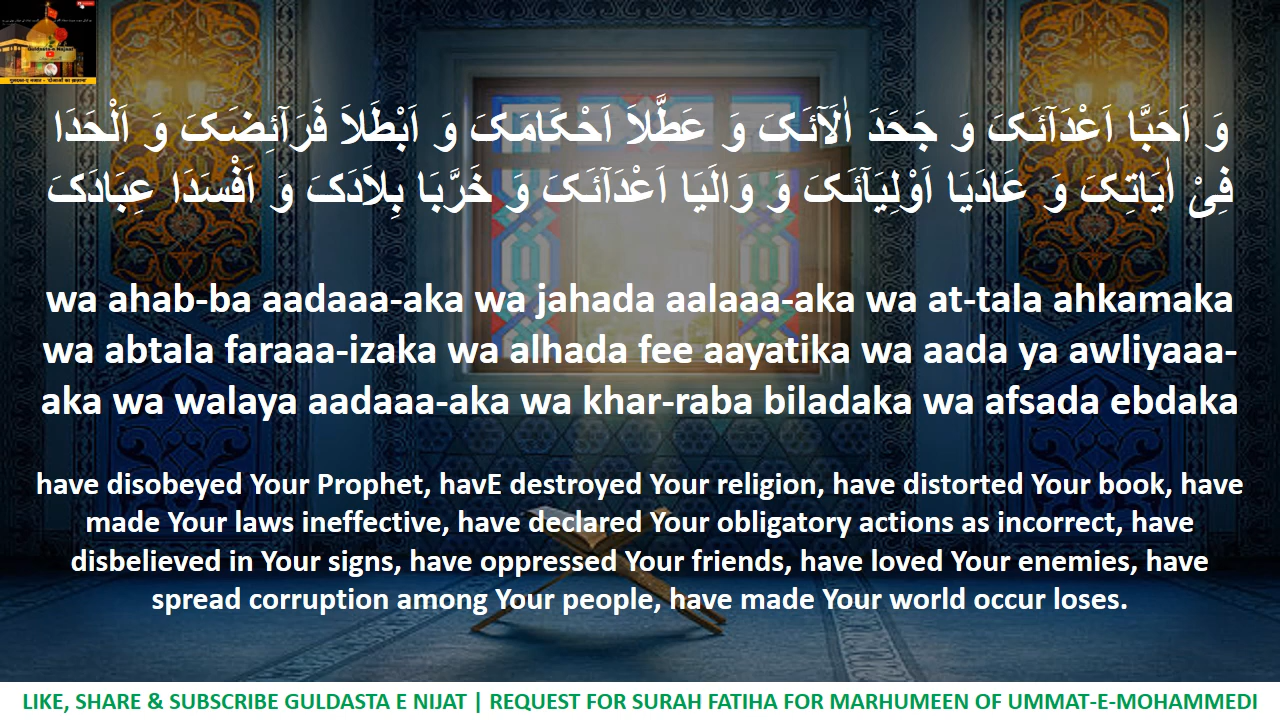 Guldasta-e-Nejaat
وَ اَحَبَّا اَعْدَآئَکَ وَ جَحَدَ اٰلَآئَکَ وَ عَطَّلَا اَحْکَامَکَ وَ اَبْطَلَا فَرَآئِضَکَ وَ اَلْحَدَا
فِیْ اٰیَاتِکَ وَ عَادَیَا اَوْلِیَآئَکَ وَ وَالَیَا اَعْدَآئَکَ وَ خَرَّبَا بِلَادَکَ وَ اَفْسَدَا عِبَادَکَ
wa ahab-ba aadaaa-aka wa jahada aalaaa-aka wa at-tala ahkamaka
wa abtala faraaa-izaka wa alhada fee aayatika wa aada ya awliyaaa-
aka wa walaya aadaaa-aka wa khar-raba biladaka wa afsada ebdaka
have disobeyed Your Prophet, havE destroyed Your religion, have distorted Your book, have
made Your laws ineffective, have declared Your obligatory actions as incorrect, have
disbelieved in Your signs, have oppressed Your friends, have loved Your enemies, have
spread corruption among Your people, have made Your world occur loses.
LIKE, SHARE & SUBSCRIBE GULDASTA E NIJAT | REQUEST FOR SURAH FATIHA FOR MARHUMEEN OF UMMAT-E-MOHAMMEDI